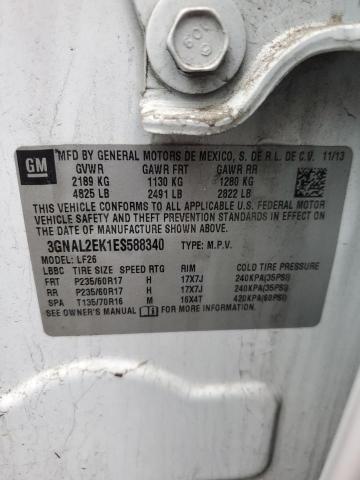 GM
MFD BY GENERAL MOTORS DE MEXICO, S. DE R.L. DE C.V. 11/13
GVWR GAWR FRT GAWR RR
2189 KG 1130 KG 1280 KG
4825 LB 2491 LB 2822 LB
THIS VEHICLE CONFORMS TO ALL APPLICABLE U.S. FEDERAL
MOTOR VEHICLE SAFETY STANDARDS IN EFFECT ON
THE DATE OF MANUFACTURE SHOWN ABOVE.
3GNAL2EK1ES588340 TYPE: M.P.V.
MODEL: LF26
LBBC TIRE SIZE SPEED RTG RIM COLD TIRE PRESSURE
FRT P235/60R17 H 17X7J 240KPA(35PSI)
RR P235/60R17 H 17X7J 240KPA(35PSI)
SPA T135/70R16 M 16X4T 420KPA(60PSI)
SEE OWNER'S MANUAL FOR MORE INFORMATION.